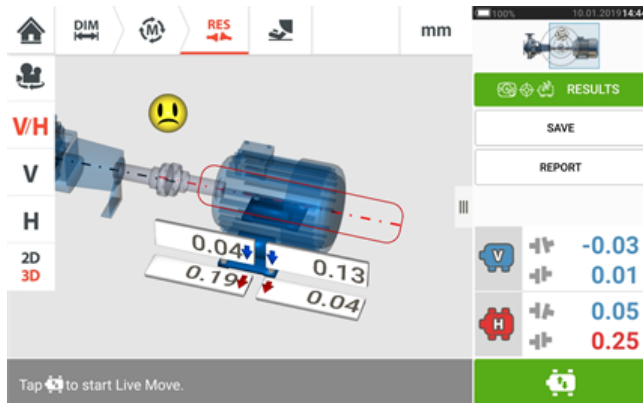 100% 10.01.2019 14:44
DIM
M
RES
mm
RESULTS
SAVE
REPORT
V/H
V
H
2D
3D
0.04
0.13
0.19
0.04
V
-0.03
0.01
H
0.05
0.25
Tap to start Live Move.